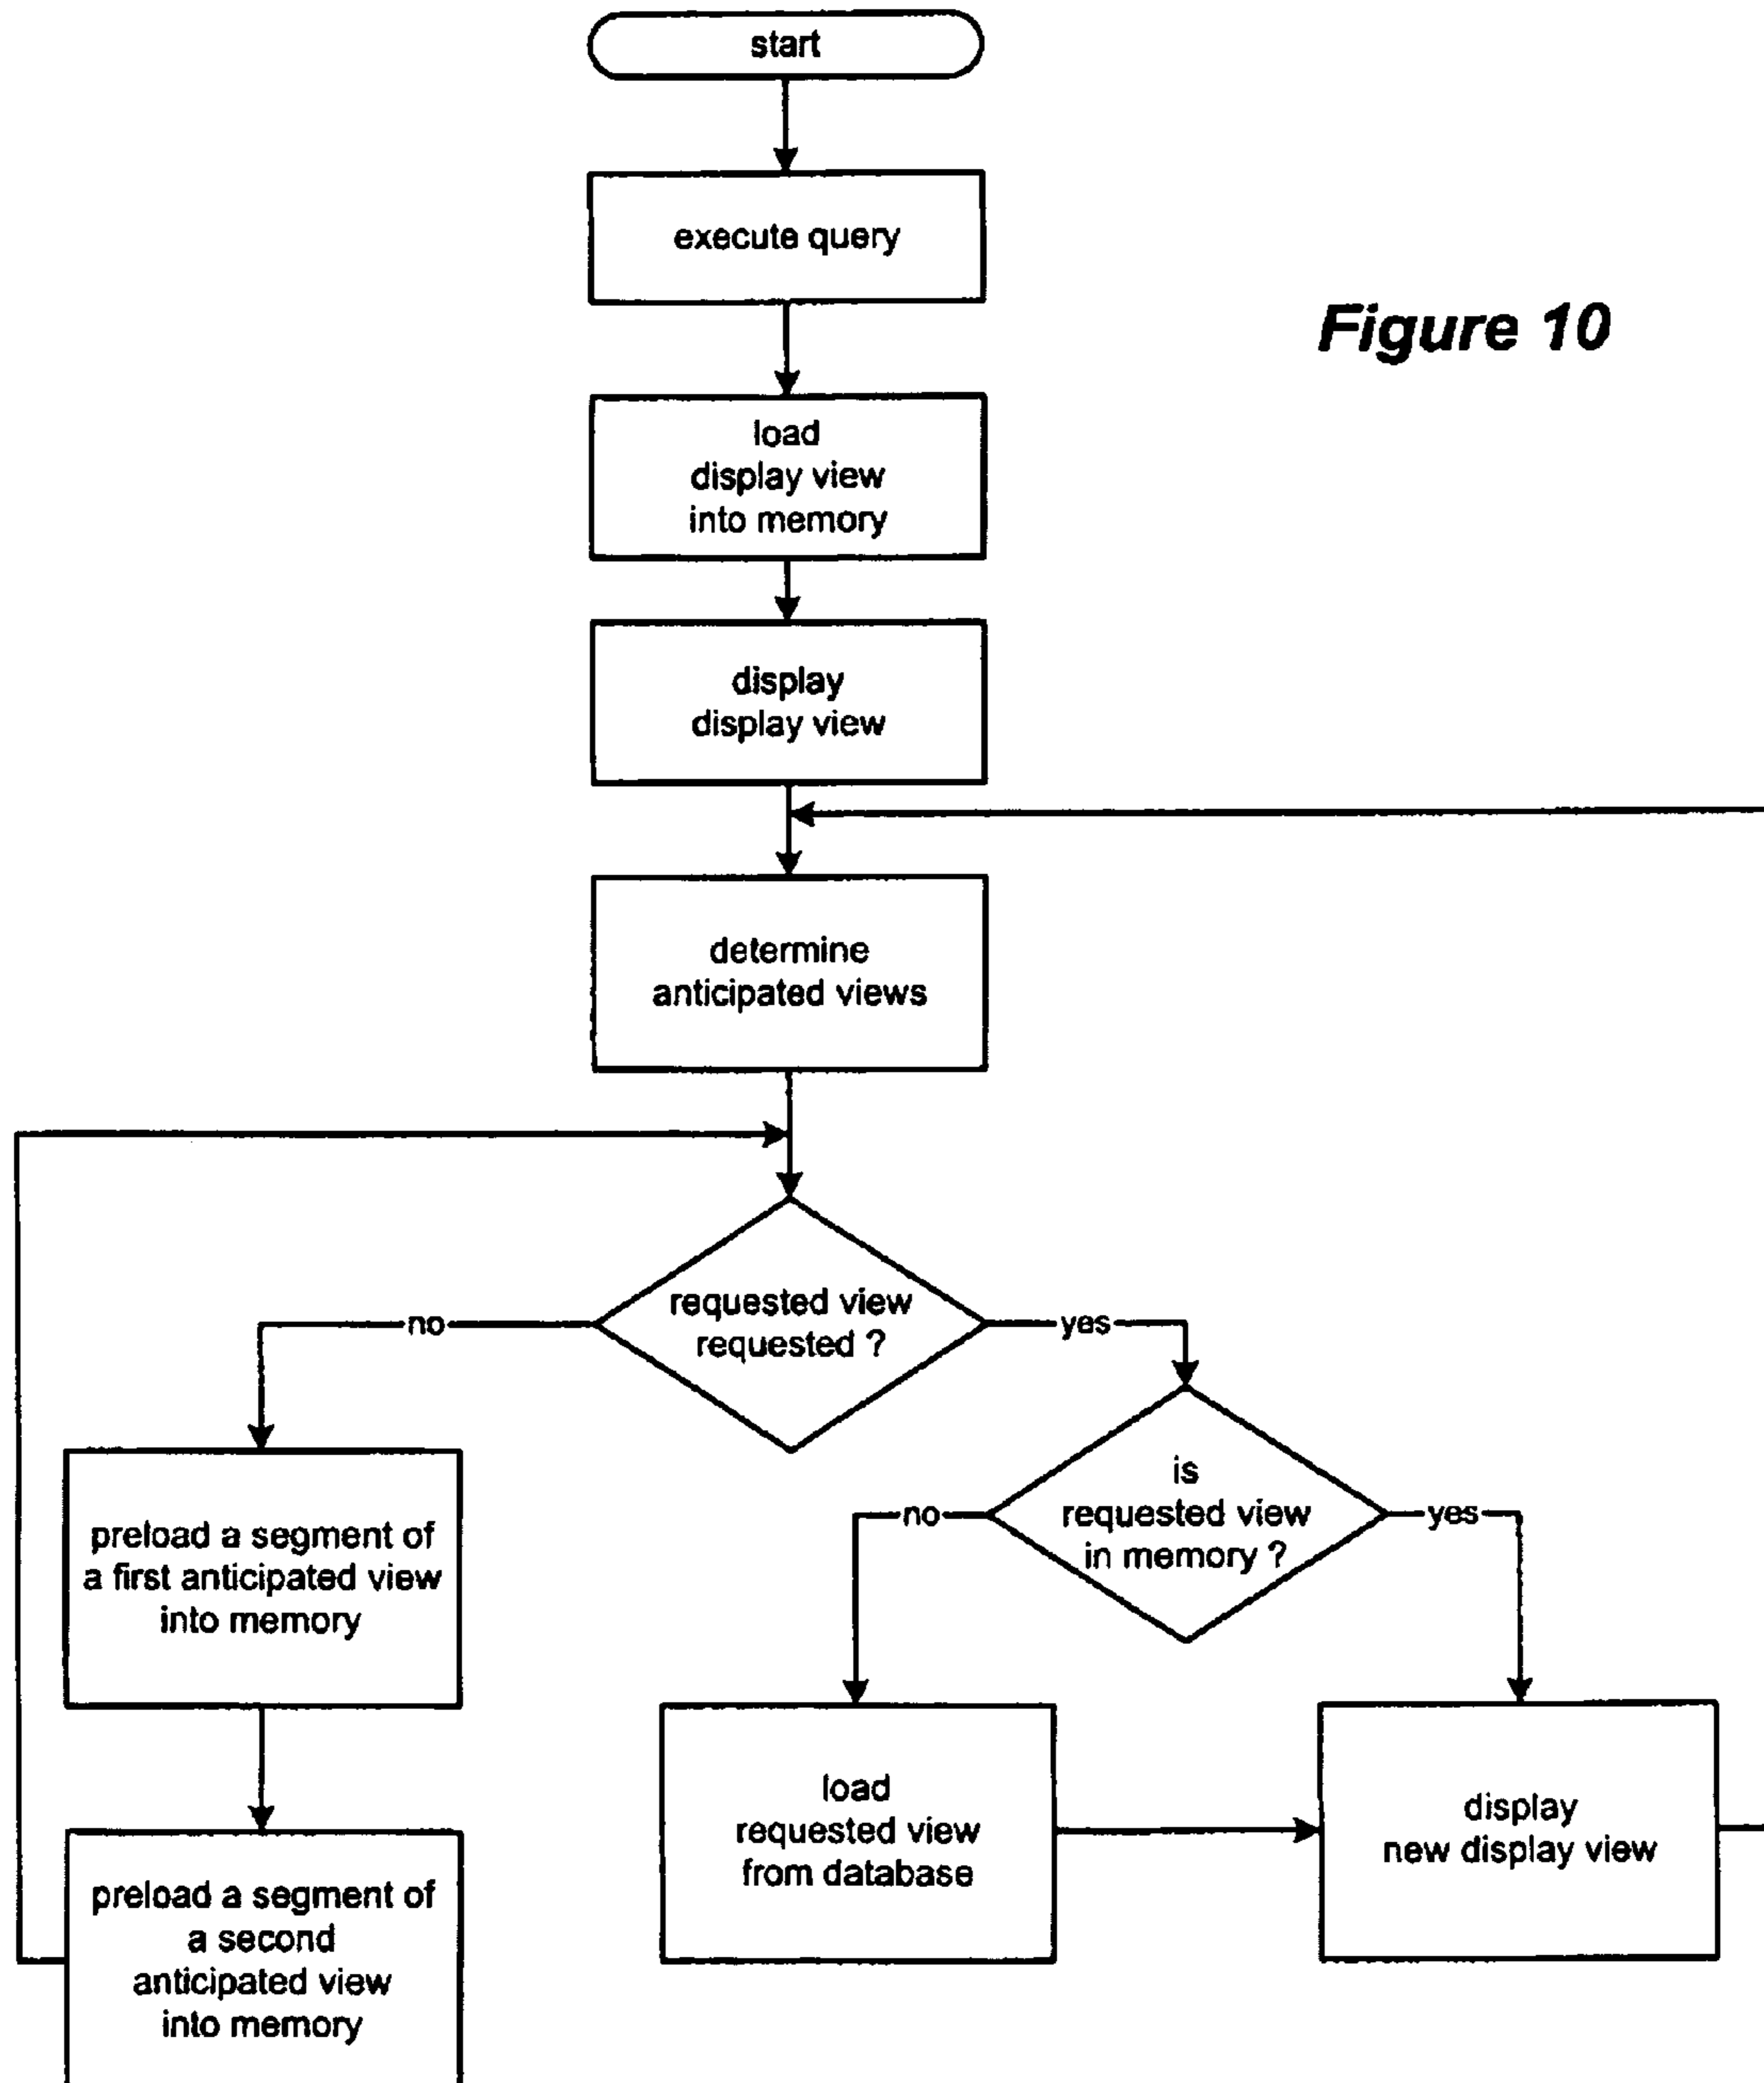 start
execute query
Figure 10
load
display view
into memory
display
display view
determine
anticipated views
requested view
requested ?
no
yes
is
requested view
in memory ?
no
yes
preload a segment of
a first anticipated view
into memory
load
requested view
from database
display
new display view
preload a segment of
a second
anticipated view
into memory